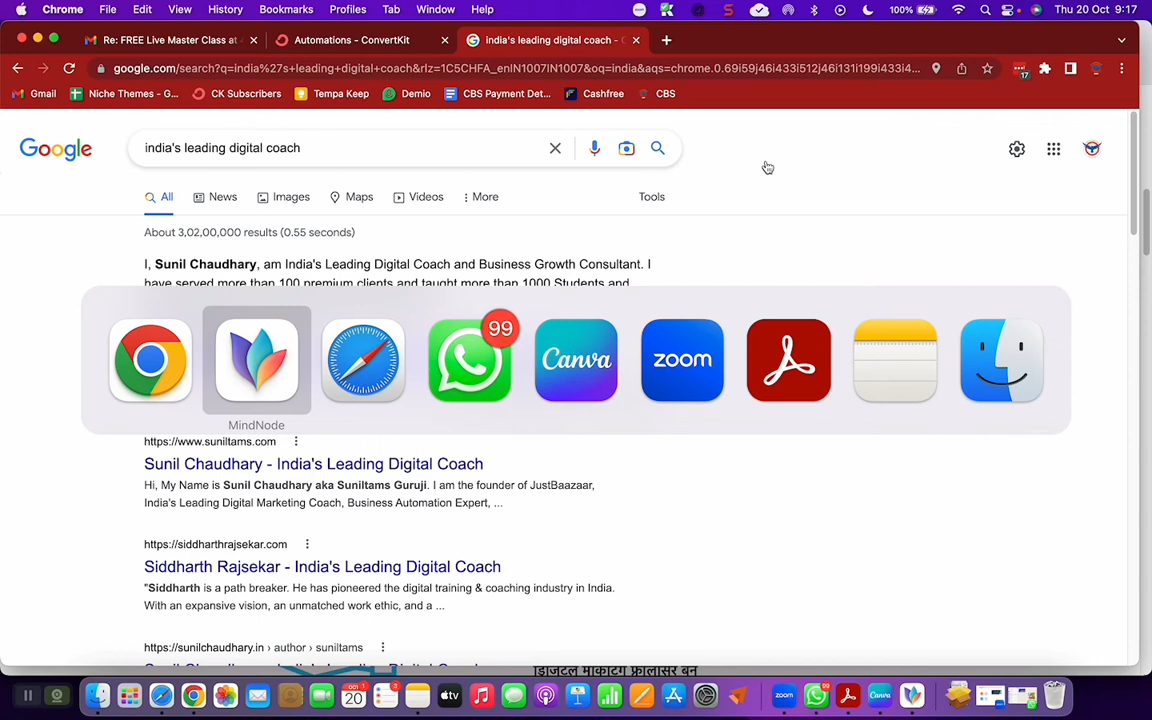 Chrome File Edit View History Bookmarks Profiles Tab Window Help 100% Thu 20 Oct 9:17
Re: FREE Live Master Class at Automations - ConvertKit india's leading digital coach -
google.com/search?q=india%27s+leading+digital+coach&rlz=1C5CHFA_enIN1007IN1007&oq=india&aqs=chrome.0.69i59j46i433i512j46i131i199i433i4...
17
Gmail Niche Themes - G... CK Subscribers Tempa Keep Demio CBS Payment Det... Cashfree CBS
Google india's leading digital coach
All News Images Maps Videos More Tools
About 3,02,00,000 results (0.55 seconds)
I, Sunil Chaudhary, am India's Leading Digital Coach and Business Growth Consultant. I
have served more than 100 premium clients and taught more than 1000 Students and
99
Canva zoom
MindNode
https://www.suniltams.com
Sunil Chaudhary - India's Leading Digital Coach
Hi, My Name is Sunil Chaudhary aka Suniltams Guruji. I am the founder of JustBaazaar,
India's Leading Digital Marketing Coach, Business Automation Expert, ...
https://siddharthrajsekar.com
Siddharth Rajsekar - India's Leading Digital Coach
"Siddharth is a path breaker. He has pioneered the digital training & coaching industry in India.
With an expansive vision, an unmatched work ethic, and a ...
https://sunilchaudhary.in › author › suniltams
OCT 20 3 tv zoom 99 Canva